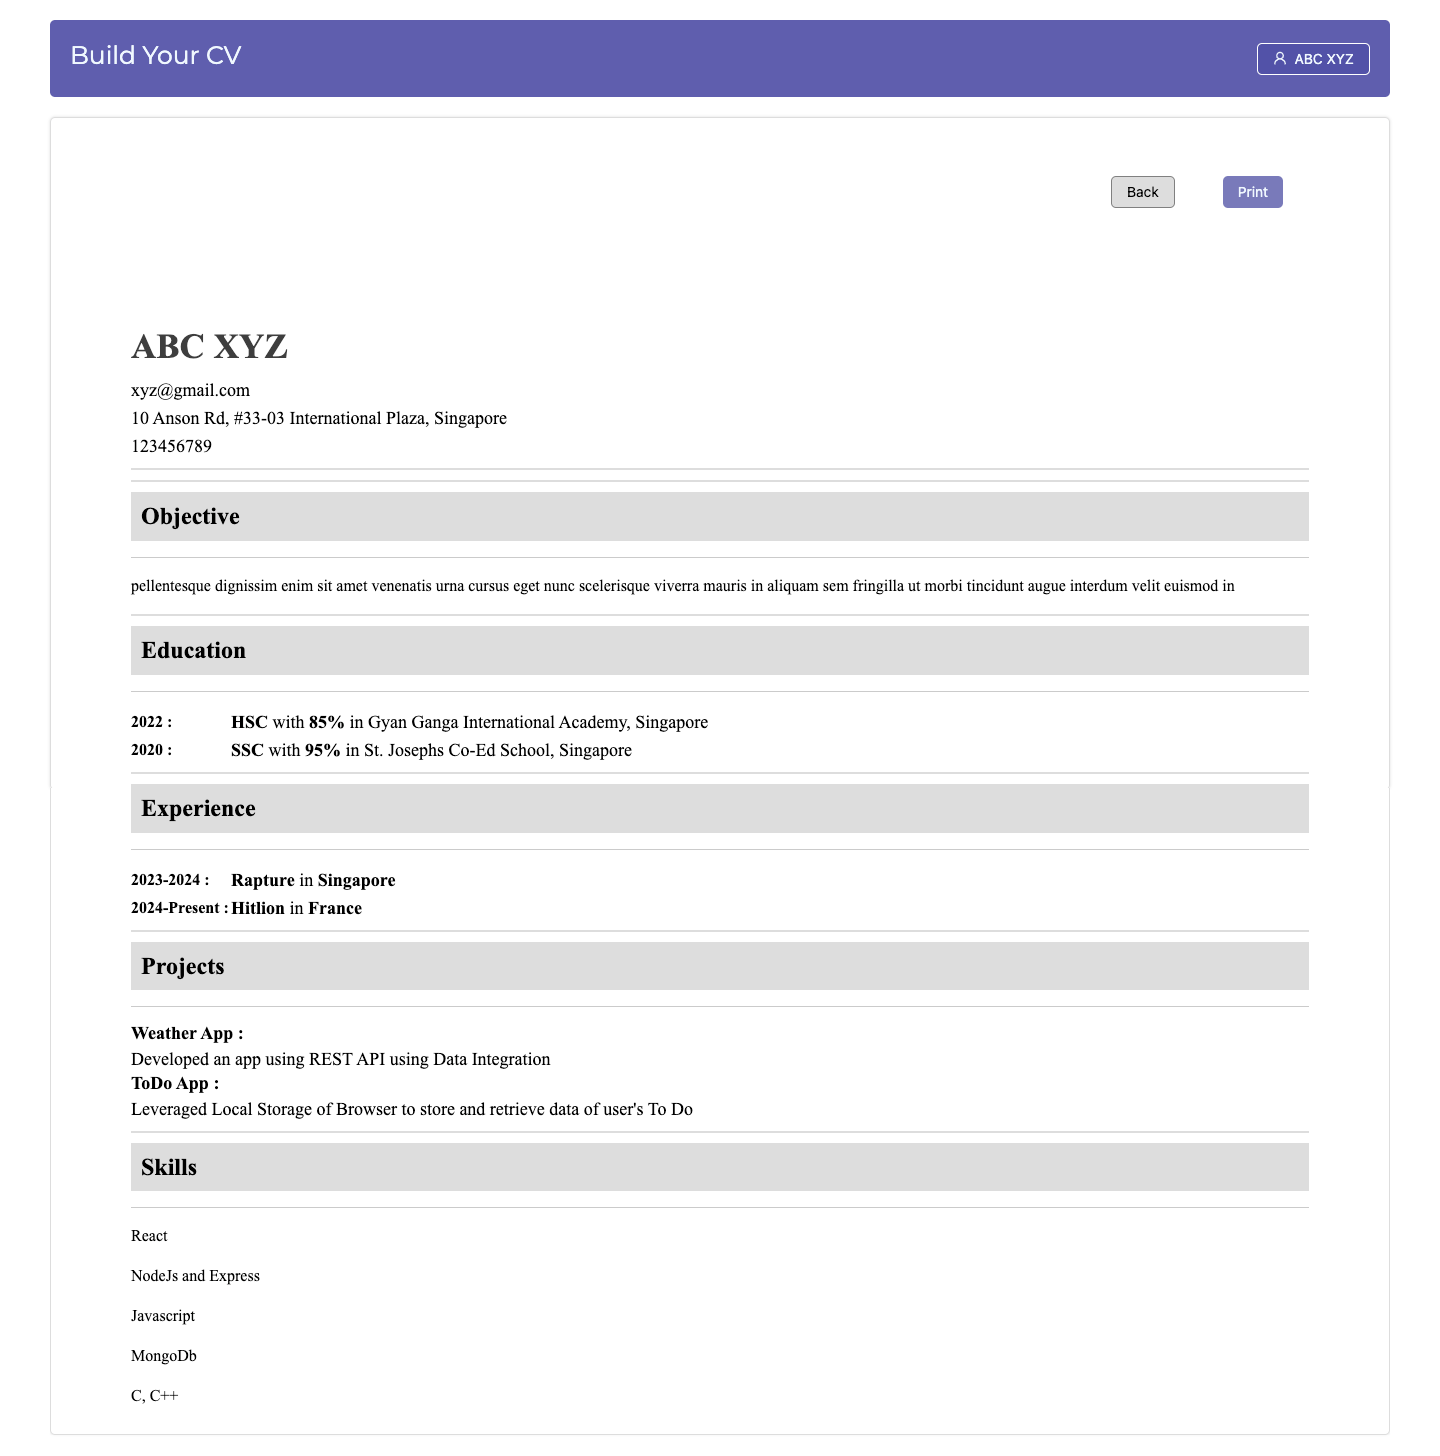 Build Your CV
ABC XYZ
Back
Print
ABC XYZ
xyz@gmail.com
10 Anson Rd, #33-03 International Plaza, Singapore
123456789
Objective
pellentesque dignissim enim sit amet venenatis urna cursus eget nunc scelerisque viverra mauris in aliquam sem fringilla ut morbi tincidunt augue interdum velit euismod in
Education
2022 : HSC with 85% in Gyan Ganga International Academy, Singapore
2020 : SSC with 95% in St. Josephs Co-Ed School, Singapore
Experience
2023-2024 : Rapture in Singapore
2024-Present : Hitlion in France
Projects
Weather App :
Developed an app using REST API using Data Integration
ToDo App :
Leveraged Local Storage of Browser to store and retrieve data of user's To Do
Skills
React
NodeJs and Express
Javascript
MongoDb
C, C++